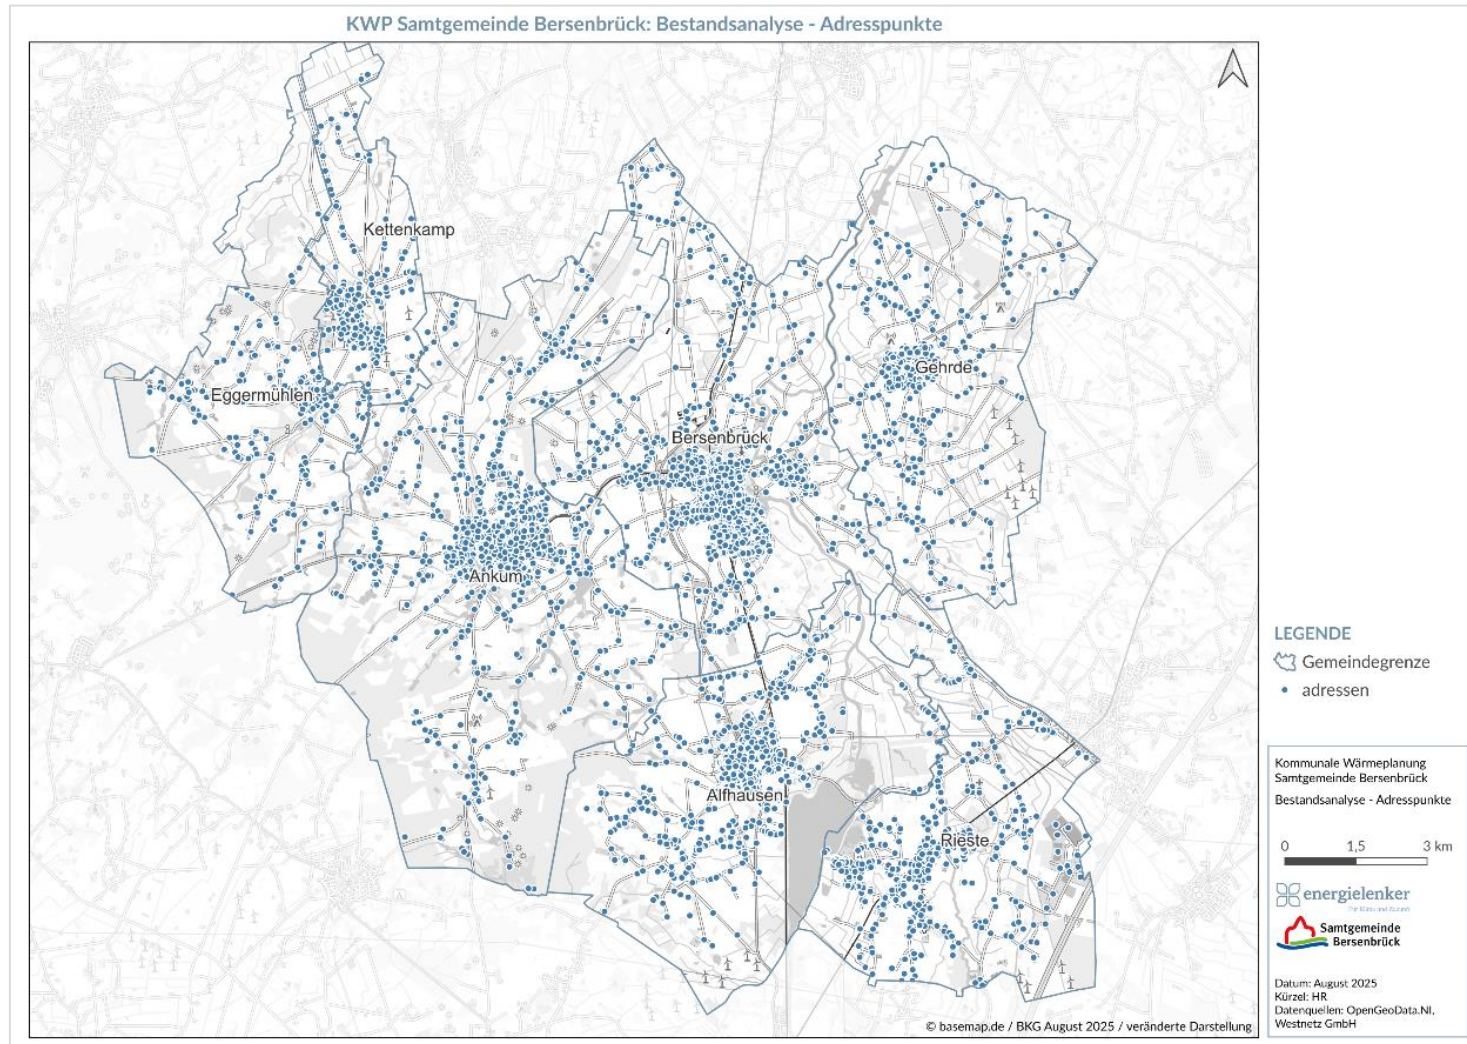 KWP Samtgemeinde Bersenbrück: Bestandsanalyse - Adresspunkte
Kettenkamp
Gehrde
Eggermühlen
Bersenbrück
Ankum
Alfhausen
Rieste
© basemap.de / BKG August 2025 / veränderte Darstellung
LEGENDE
Gemeindegrenze
adressen
Kommunale Wärmeplanung
Samtgemeinde Bersenbrück
Bestandsanalyse - Adresspunkte
0 1,5 3 km
energielenker
Samtgemeinde
Bersenbrück
Datum: August 2025
Kürzel: HR
Datenquellen: OpenGeoData.NI,
Westnetz GmbH